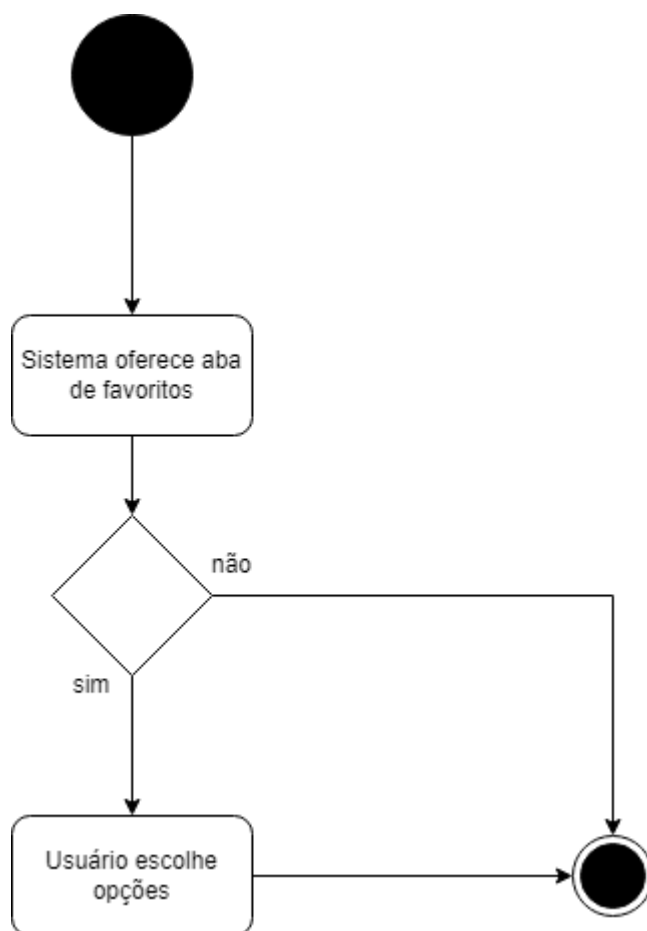 Sistema oferece aba
de favoritos
não
sim
Usuário escolhe
opções